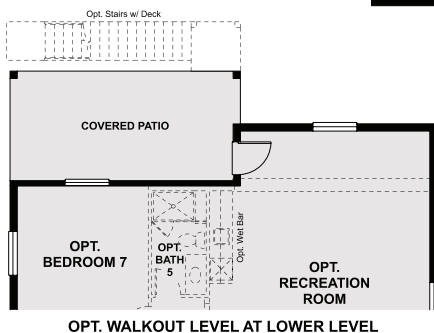 Opt. Stairs w/ Deck
COVERED PATIO
OPT.
BEDROOM 7
OPT.
BATH
5
Opt. Wet Bar
OPT.
RECREATION
ROOM
OPT. WALKOUT LEVEL AT LOWER LEVEL